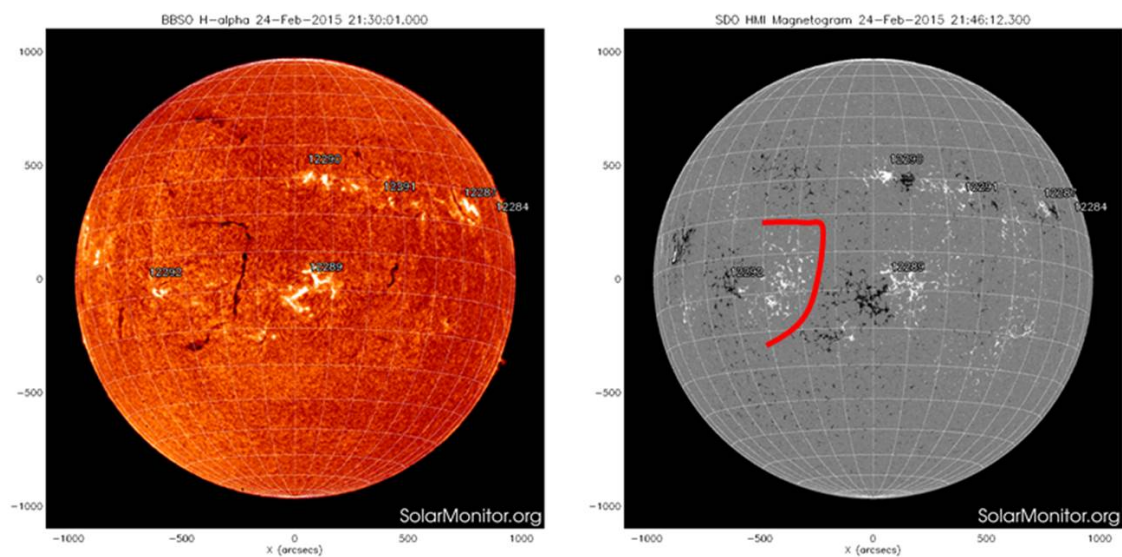 BBSO H-alpha 24-Feb-2015 21:30:01.000
1000
500
0
-500
-1000
12290
12291
12284
12292
12289
SolarMonitor.org
-1000 -500 0 500 1000
X (arcsecs)
SDO HMI Magnetogram 24-Feb-2015 21:46:12.300
1000
500
0
-500
-1000
12290
12291
12284
12292
12289
SolarMonitor.org
-1000 -500 0 500 1000
X (arcsecs)